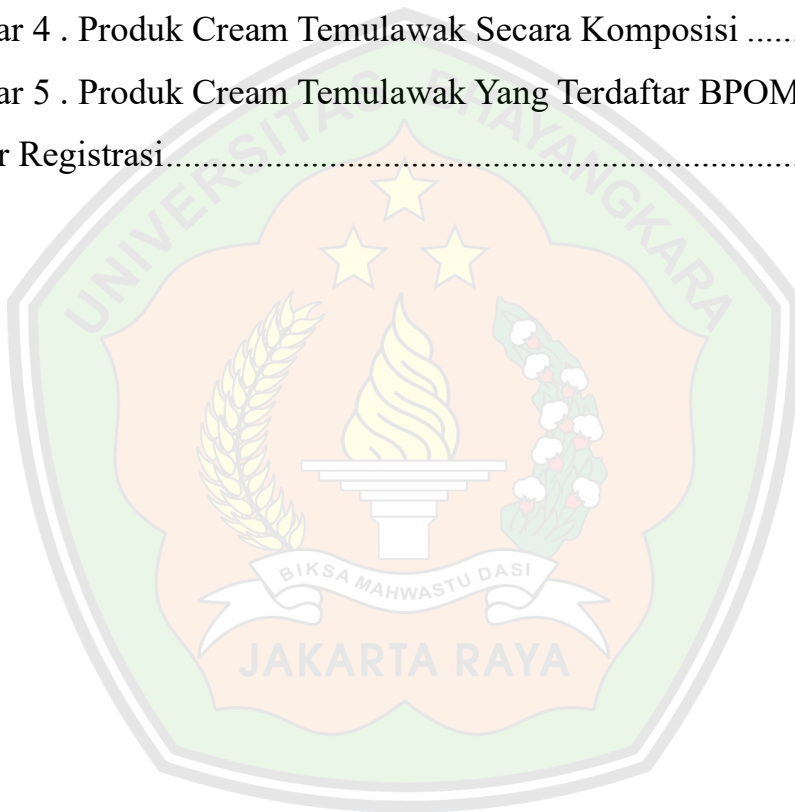 ar 4 . Produk Cream Temulawak Secara Komposisi ......
ar 5 . Produk Cream Temulawak Yang Terdaftar BPOM
r Registrasi.......................................................................
UNIVERSITAS BHAYANGKARA
BIKSA MAHWASTU DASI
JAKARTA RAYA